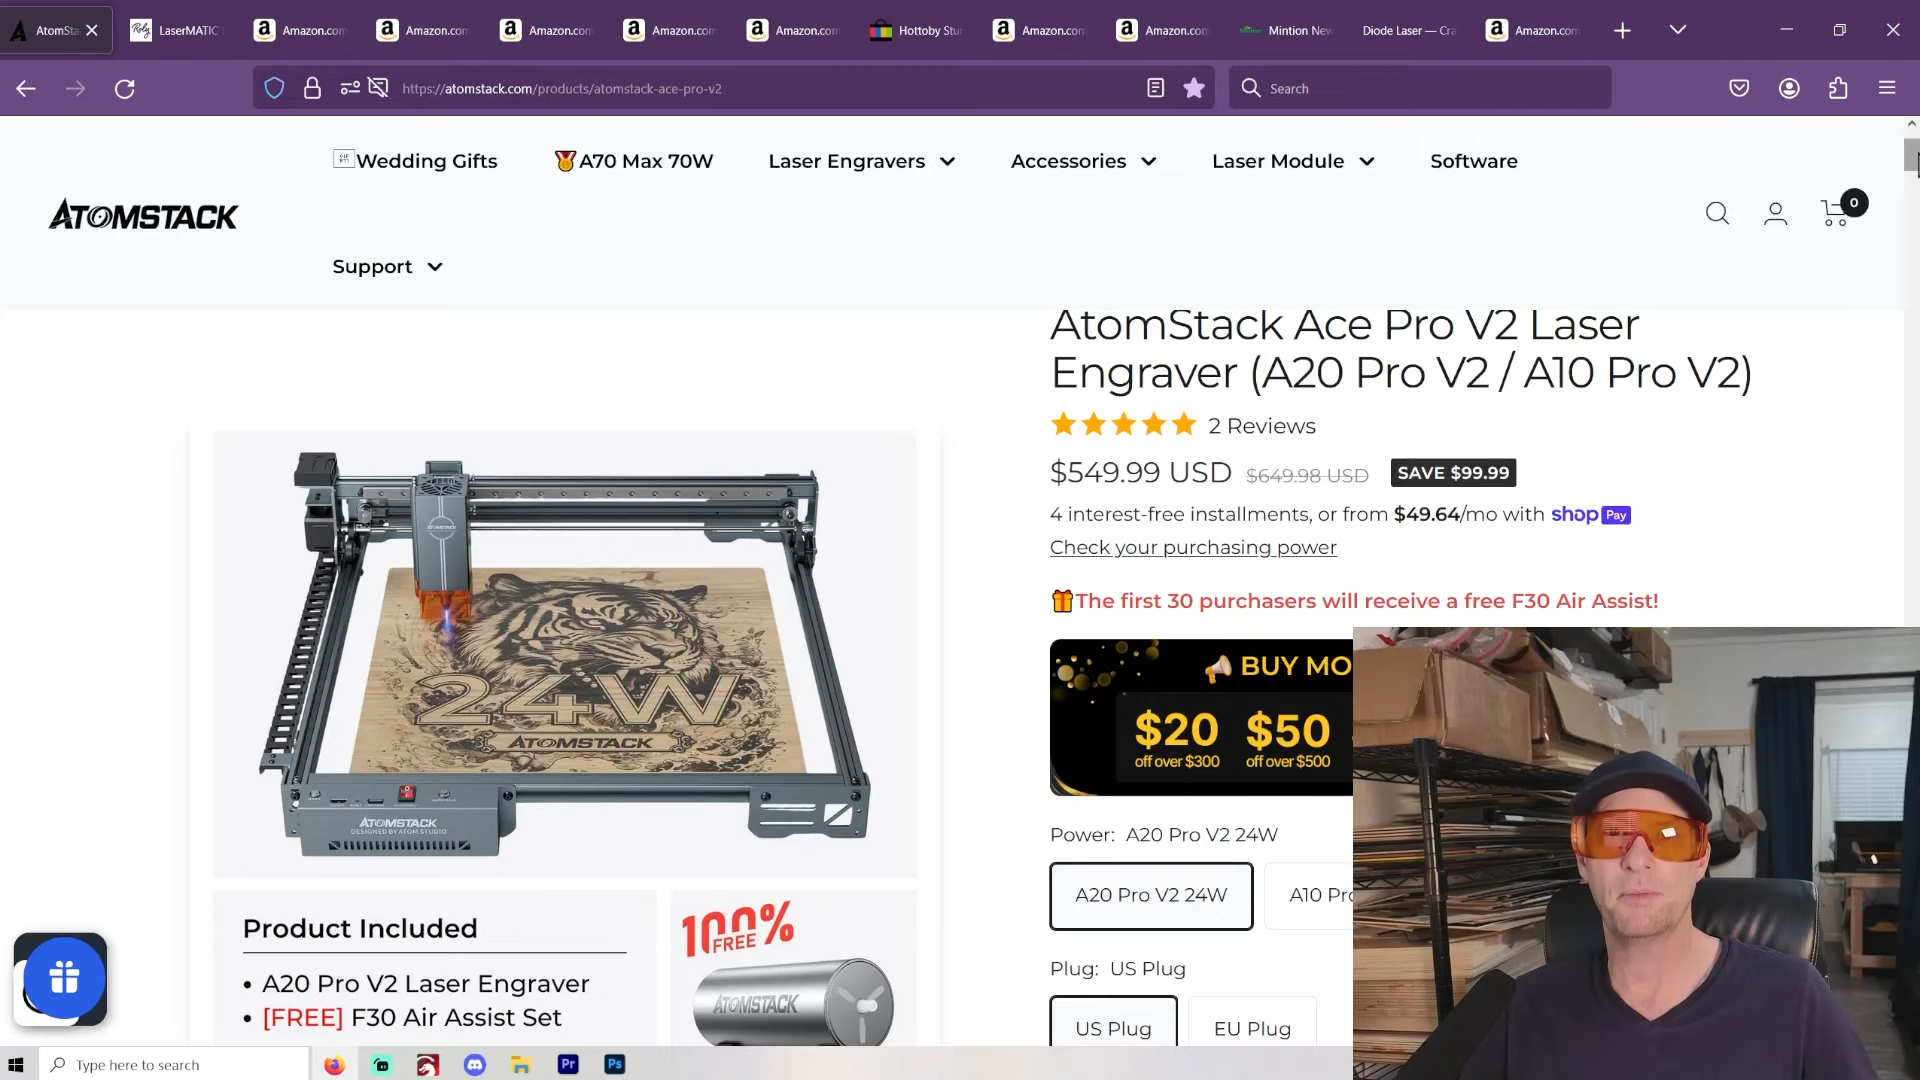 AtomSta
LaserMATIC
Amazon.com
Amazon.com
Amazon.com
Amazon.com
Amazon.com
Hottoby Stu
Amazon.com
Amazon.com
Mintion New
Diode Laser — Cra
Amazon.com
https://atomstack.com/products/atomstack-ace-pro-v2
Search
Wedding Gifts
A70 Max 70W
Laser Engravers
Accessories
Laser Module
Software
ATOMSTACK
0
Support
AtomStack Ace Pro V2 Laser
Engraver (A20 Pro V2 / A10 Pro V2)
2 Reviews
$549.99 USD $649.98 USD SAVE $99.99
4 interest-free installments, or from $49.64/mo with shop Pay
Check your purchasing power
The first 30 purchasers will receive a free F30 Air Assist!
BUY MO
$20 $50
off over $300 off over $500
24W
ATOMSTACK
ATOMSTACK
DESIGNED BY ATOM STUDIO
Power: A20 Pro V2 24W
A20 Pro V2 24W
A10 Pro
Plug: US Plug
US Plug
EU Plug
Product Included
• A20 Pro V2 Laser Engraver
• [FREE] F30 Air Assist Set
100%
FREE
ATOMSTACK
Type here to search
Pr
Ps